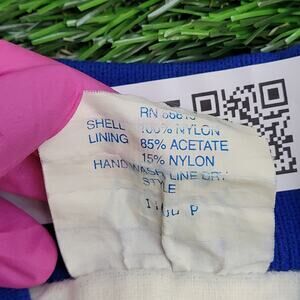 RN
SHELL 100% NYLON
LINING 85% ACETATE
15% NYLON
HAND WASH LINE DRY
STYLE